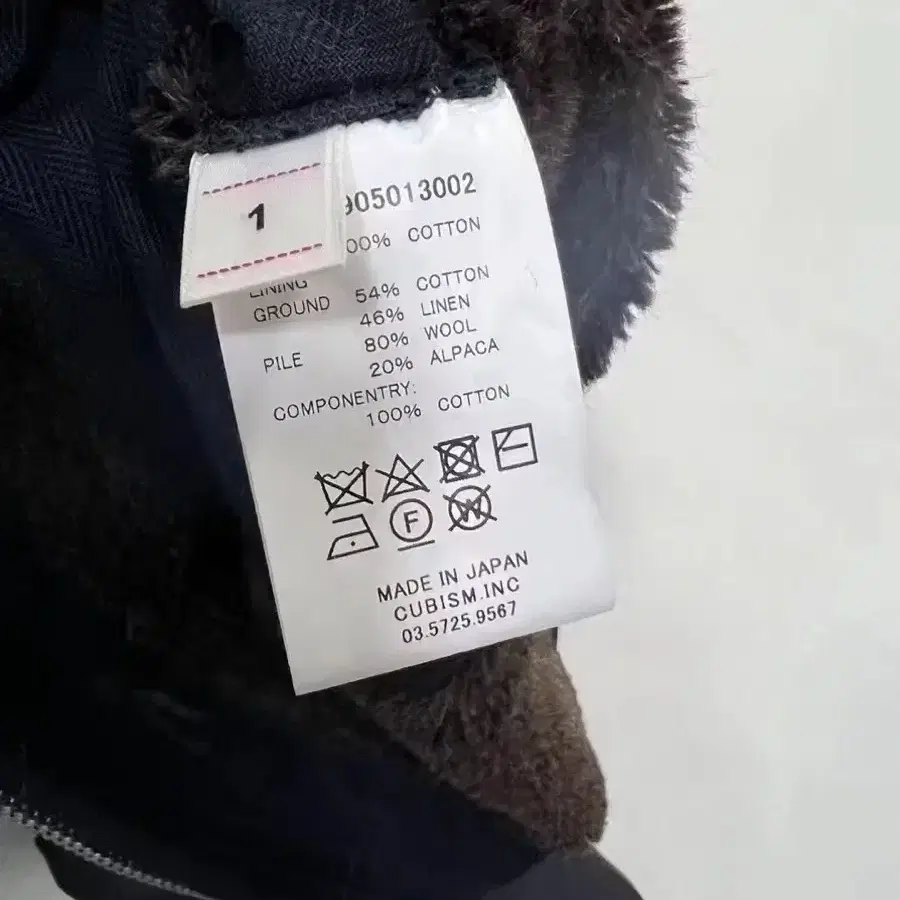 1
905013002
00% COTTON
LINING
GROUND 54% COTTON
46% LINEN
PILE 80% WOOL
20% ALPACA
COMPONENTRY:
100% COTTON
F
W
MADE IN JAPAN
CUBISM.INC
03.5725.9567